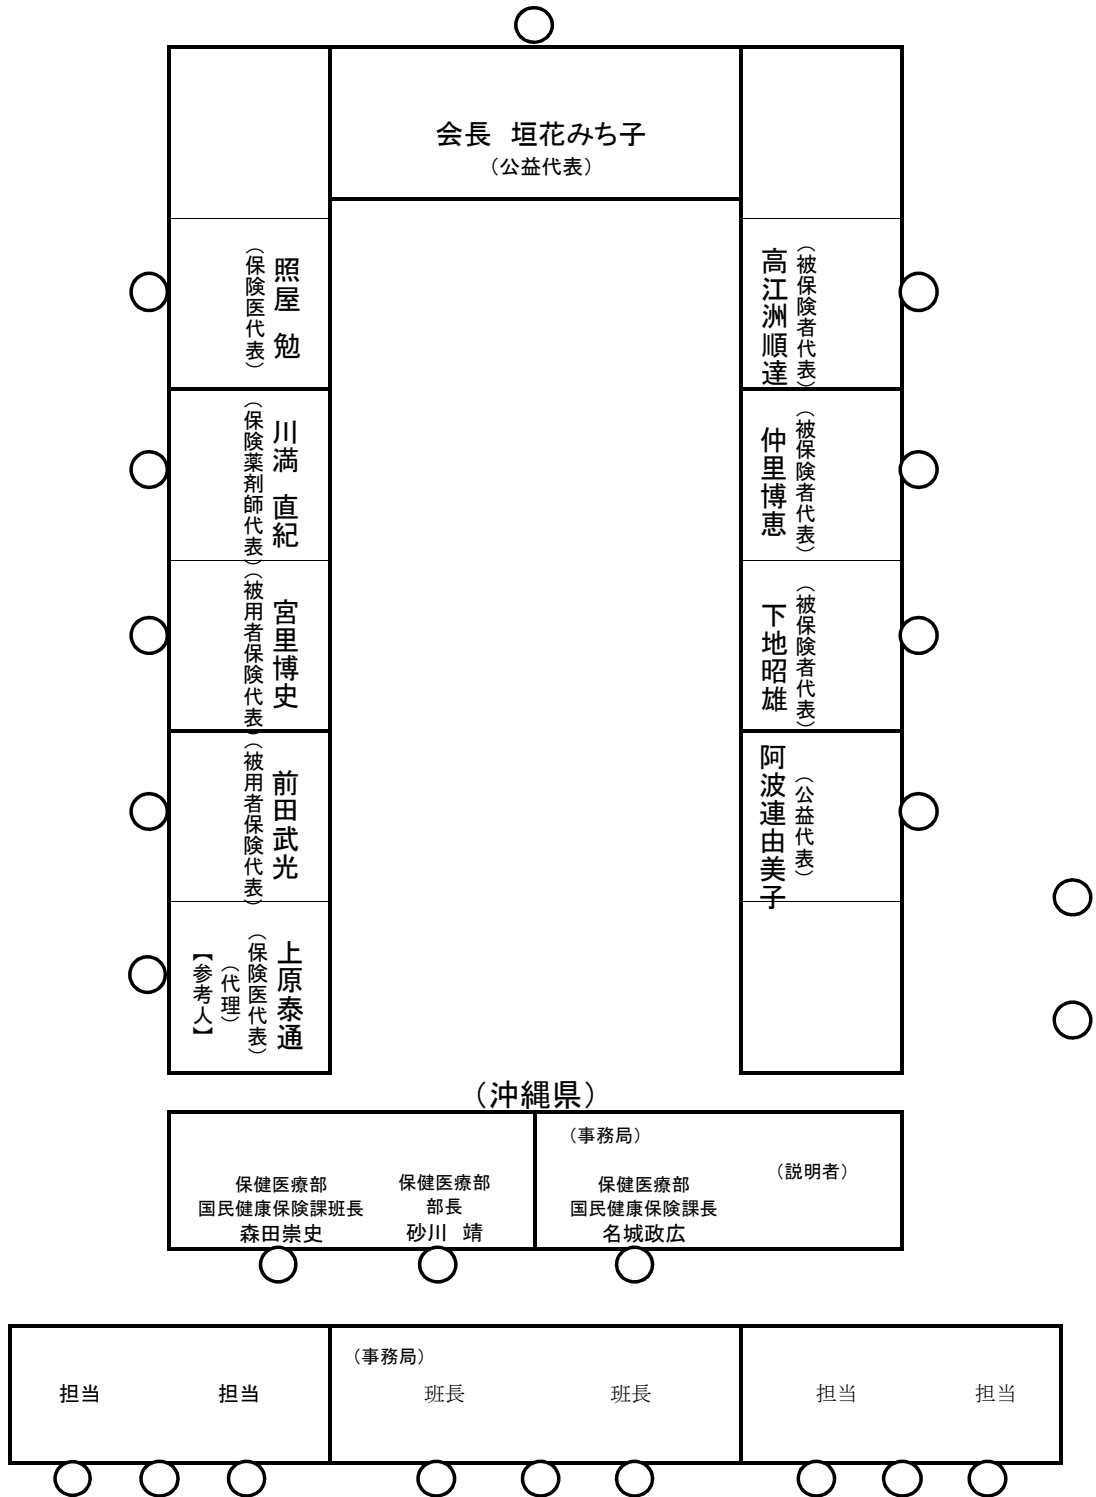 会長　垣花みち子
（公益代表）
照屋　勉
（保険医代表）
川満　直紀
（保険薬剤師代表）
宮里博史
（被用者保険代表）
前田武光
（被用者保険代表）
上原泰通
（保険医代表）
（代理）
【参考人】
（被保険者代表）
高江洲順達
（被保険者代表）
仲里博恵
（被保険者代表）
下地昭雄
（公益代表）
阿波連由美子
（沖縄県）
保健医療部
国民健康保険課班長
森田崇史
保健医療部
部長
砂川　靖
（事務局）
保健医療部
国民健康保険課長
名城政広
（説明者）
担当
担当
（事務局）
班長
班長
担当
担当